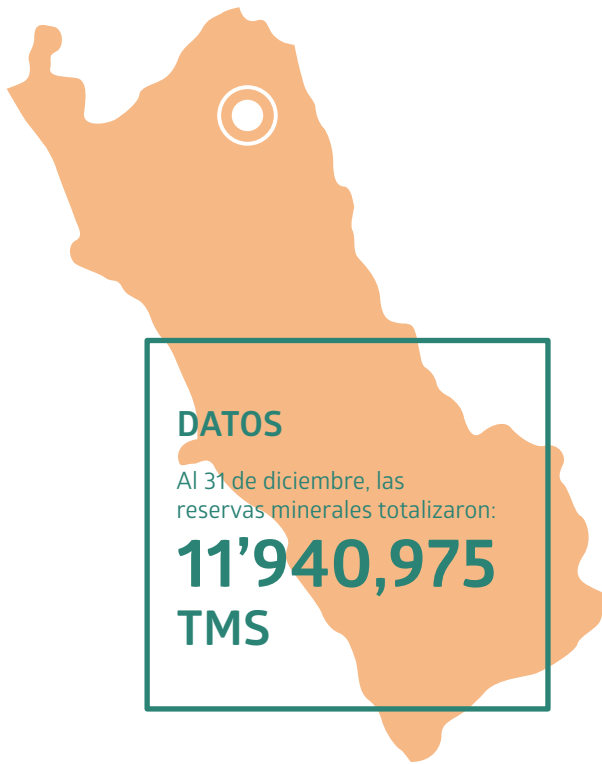 DATOS
Al 31 de diciembre, las
reservas minerales totalizaron:
11’940,975
TMS